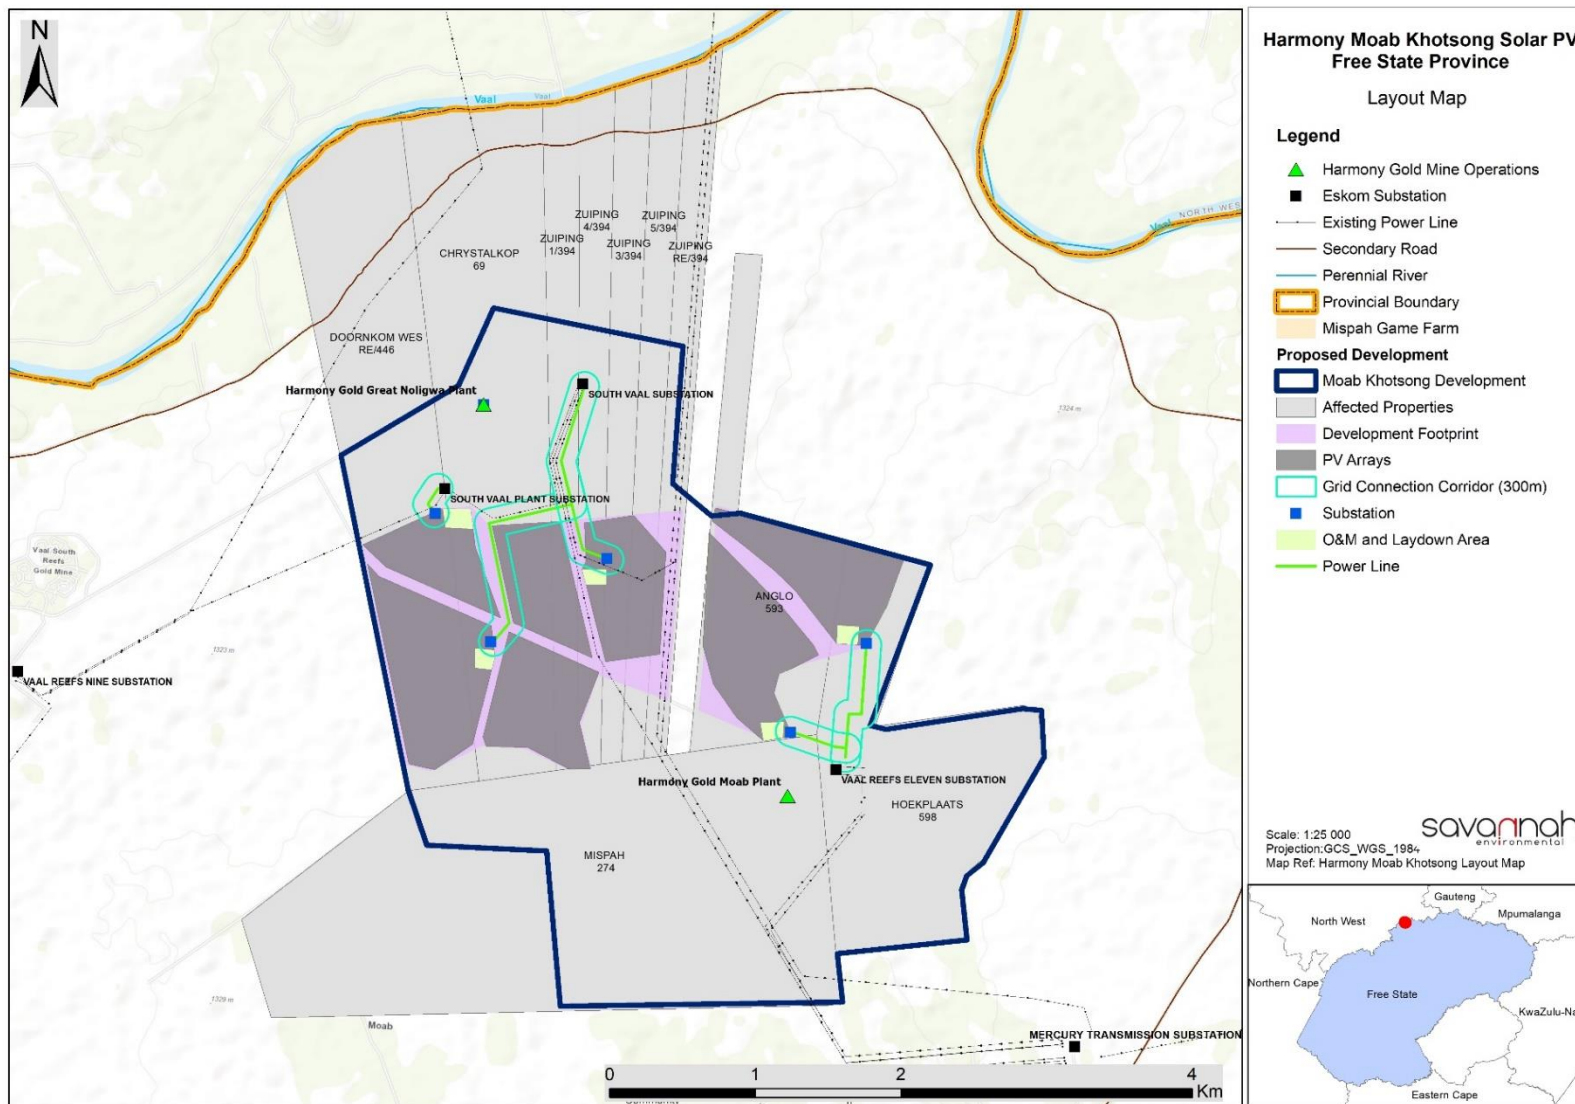 N
Vaal
Vaal
Vaal
NORTH WES
ZUIPING
4/394
ZUIPING
5/394
ZUIPING
1/394
ZUIPING
3/394
ZUIPING
RE/394
CHRYSTALKOP
69
DOORNKOM WES
RE/446
Harmony Gold Great Noligwa Plant
SOUTH VAAL SUBSTATION
1324 m
SOUTH VAAL PLANT SUBSTATION
Vaal South
Reefs
Gold Mine
ANGLO
593
1323 m
VAAL REEFS NINE SUBSTATION
Harmony Gold Moab Plant
VAAL REEFS ELEVEN SUBSTATION
HOEKPLAATS
598
MISPAH
274
1329 m
Moab
MERCURY TRANSMISSION SUBSTATION
0 1 2 4
Km
Harmony Moab Khotsong Solar PV
Free State Province
Layout Map
Legend
Harmony Gold Mine Operations
Eskom Substation
Existing Power Line
Secondary Road
Perennial River
Provincial Boundary
Mispah Game Farm
Proposed Development
Moab Khotsong Development
Affected Properties
Development Footprint
PV Arrays
Grid Connection Corridor (300m)
Substation
O&M and Laydown Area
Power Line
savannah
environmental
Scale: 1:25 000
Projection:GCS_WGS_1984
Map Ref: Harmony Moab Khotsong Layout Map
Gauteng
North West
Mpumalanga
Northern Cape
Free State
KwaZulu-Na
Eastern Cape